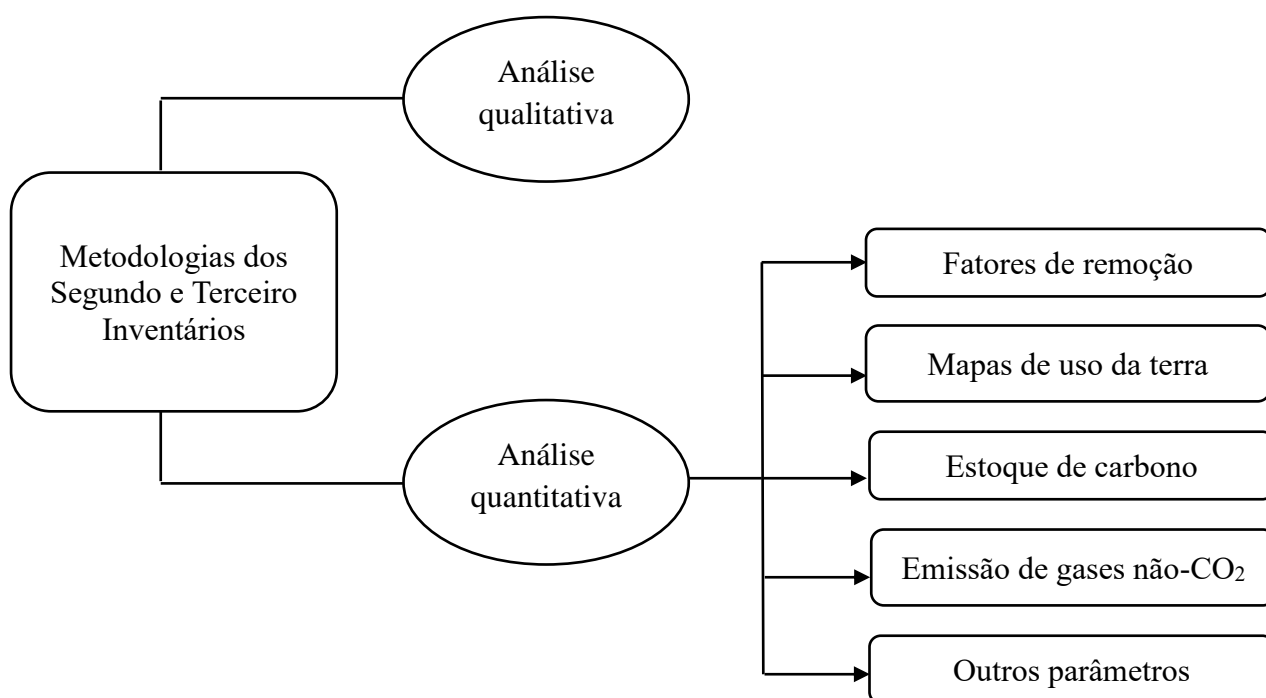 Análise
qualitativa
Metodologias dos
Segundo e Terceiro
Inventários
Análise
quantitativa
Fatores de remoção
Mapas de uso da terra
Estoque de carbono
Emissão de gases não-CO₂
Outros parâmetros